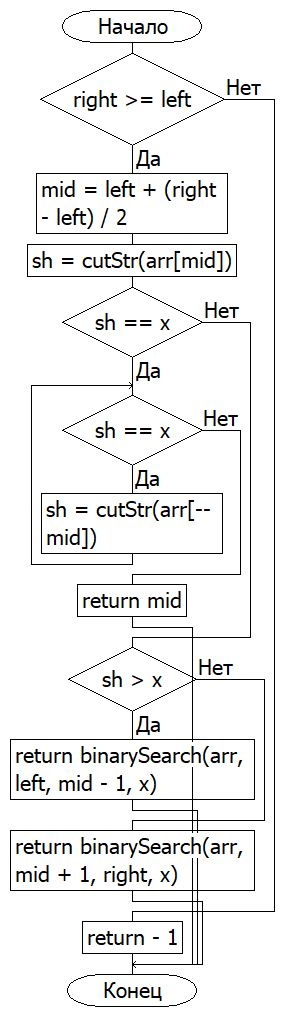 Начало
right >= left
Нет
Да
mid = left + (right
- left) / 2
sh = cutStr(arr[mid])
sh == x
Нет
Да
sh == x
Нет
Да
sh = cutStr(arr[--
mid])
return mid
sh > x
Нет
Да
return binarySearch(arr,
left, mid - 1, x)
return binarySearch(arr,
mid + 1, right, x)
return - 1
Конец